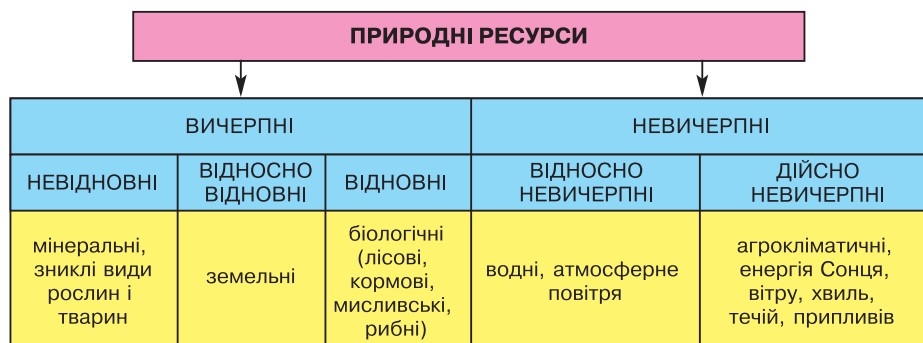 ПРИРОДНІ РЕСУРСИ
ВИЧЕРПНІ
НЕВИЧЕРПНІ
НЕВІДНОВНІ
ВІДНОСНО
ВІДНОВНІ
ВІДНОВНІ
ВІДНОСНО
НЕВИЧЕРПНІ
ДІЙСНО
НЕВИЧЕРПНІ
мінеральні,
зниклі види
рослин і
тварин
земельні
біологічні
(лісові,
кормові,
мисливські,
рибні)
водні, атмосферне
повітря
агрокліматичні,
енергія Сонця,
вітру, хвиль,
течій, припливів